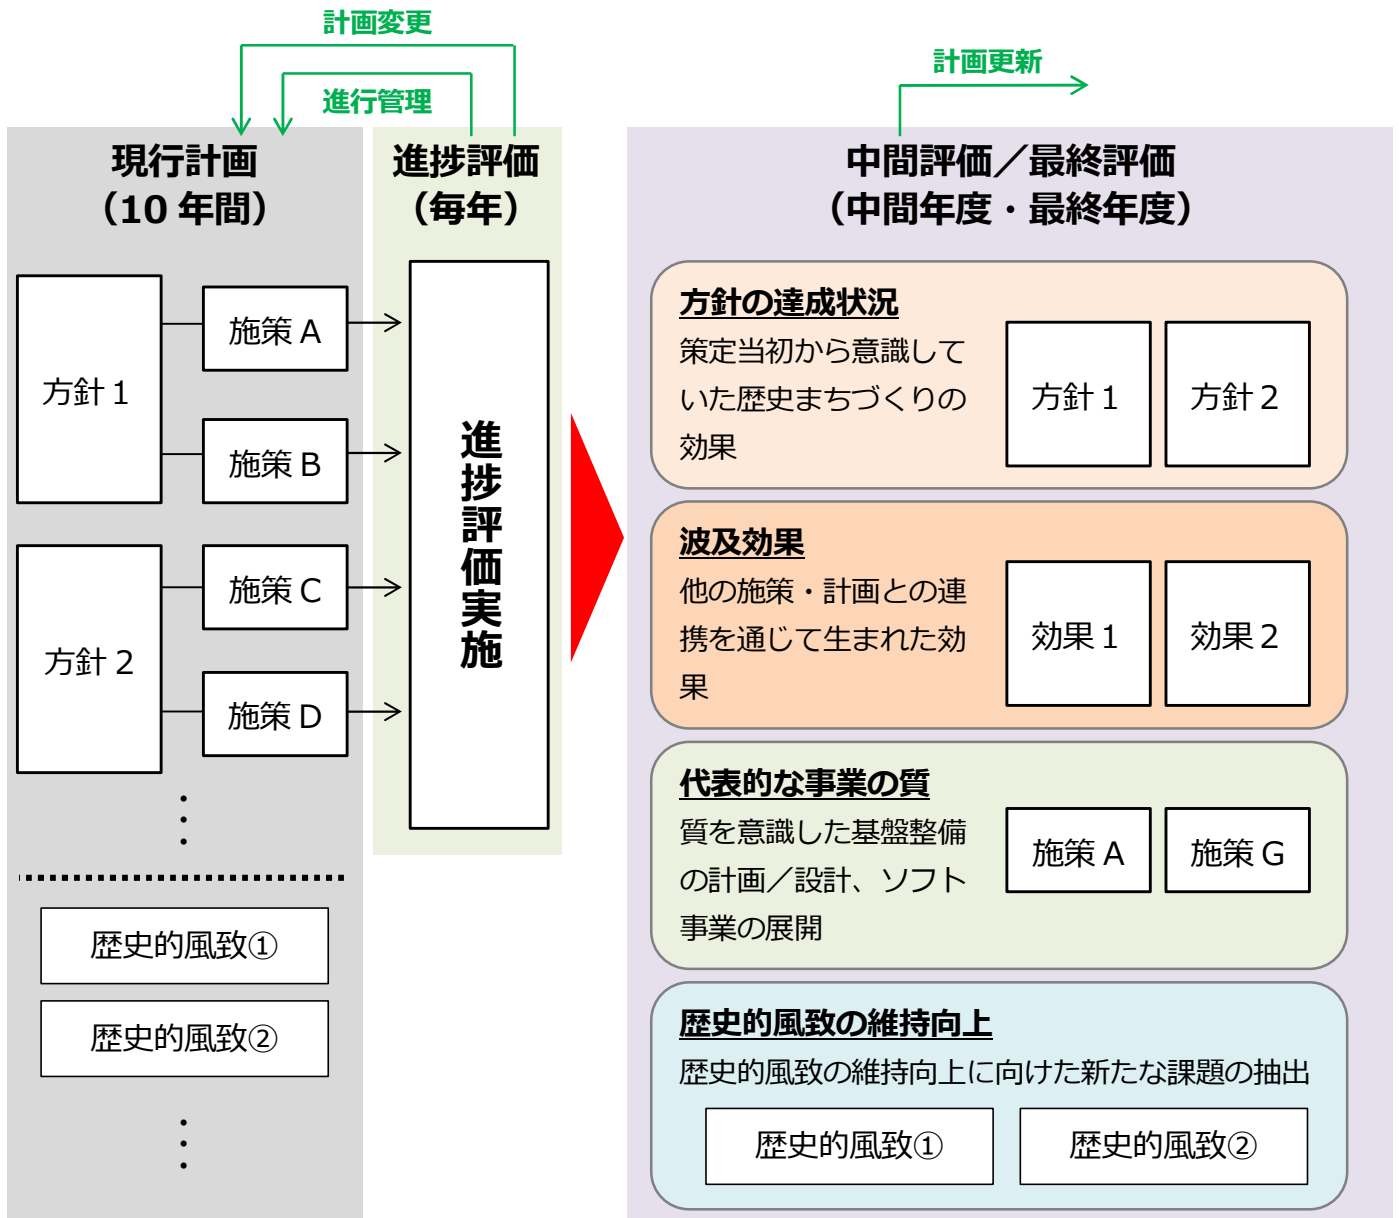 計画変更
進行管理
計画更新
現行計画
（10 年間）
進捗評価
（毎年）
中間評価／最終評価
（中間年度・最終年度）
方針１
施策Ａ
施策Ｂ
方針２
施策Ｃ
施策Ｄ
⋮
歴史的風致①
歴史的風致②
⋮
進捗評価実施
方針の達成状況
策定当初から意識して
いた歴史まちづくりの
効果
方針１
方針２
波及効果
他の施策・計画との連
携を通じて生まれた効
果
効果１
効果２
代表的な事業の質
質を意識した基盤整備
の計画／設計、ソフト
事業の展開
施策Ａ
施策Ｇ
歴史的風致の維持向上
歴史的風致の維持向上に向けた新たな課題の抽出
歴史的風致①
歴史的風致②